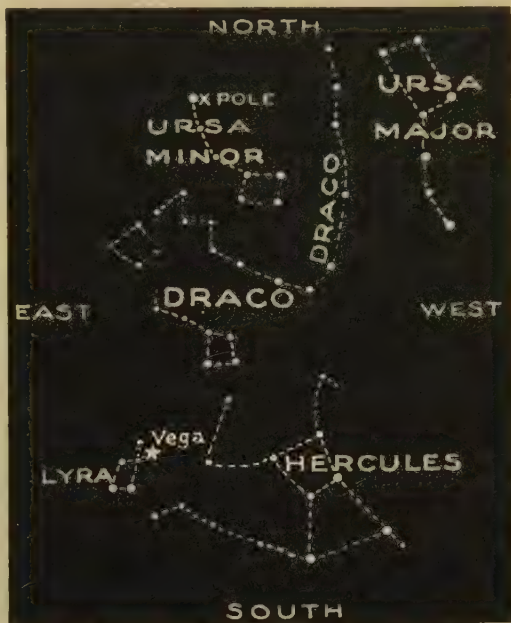 NORTH
URSA
MAJOR
X POLE
URSA
MINOR
DRACO
DRACO
EAST
WEST
Vega
LYRA
HERCULES
SOUTH